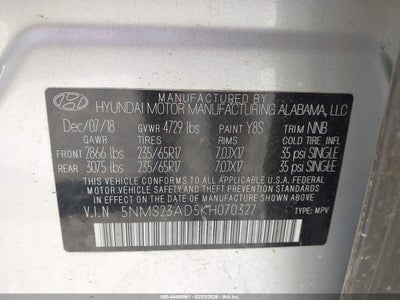 MANUFACTURED BY
HYUNDAI MOTOR MANUFACTURING ALABAMA, LLC
Dec/07/18 GVWR 4729 lbs PAINT Y8S TRIM NNB
GAWR TIRES RIMS COLD TIRE INFL
FRONT 2866 lbs 235/65R17 7.0JX17 35 psi SINGLE
REAR 3075 lbs 235/65R17 7.0JX17 35 psi SINGLE
THIS VEHICLE CONFORMS TO ALL APPLICABLE U.S. FEDERAL
MOTOR-VEHICLE SAFETY, BUMPER, AND THEFT PREVENTION
STANDARDS IN EFFECT ON THE DATE OF MANUFACTURE SHOWN ABOVE.
V.I.N 5NMS23AD5KH070327 TYPE: MPV